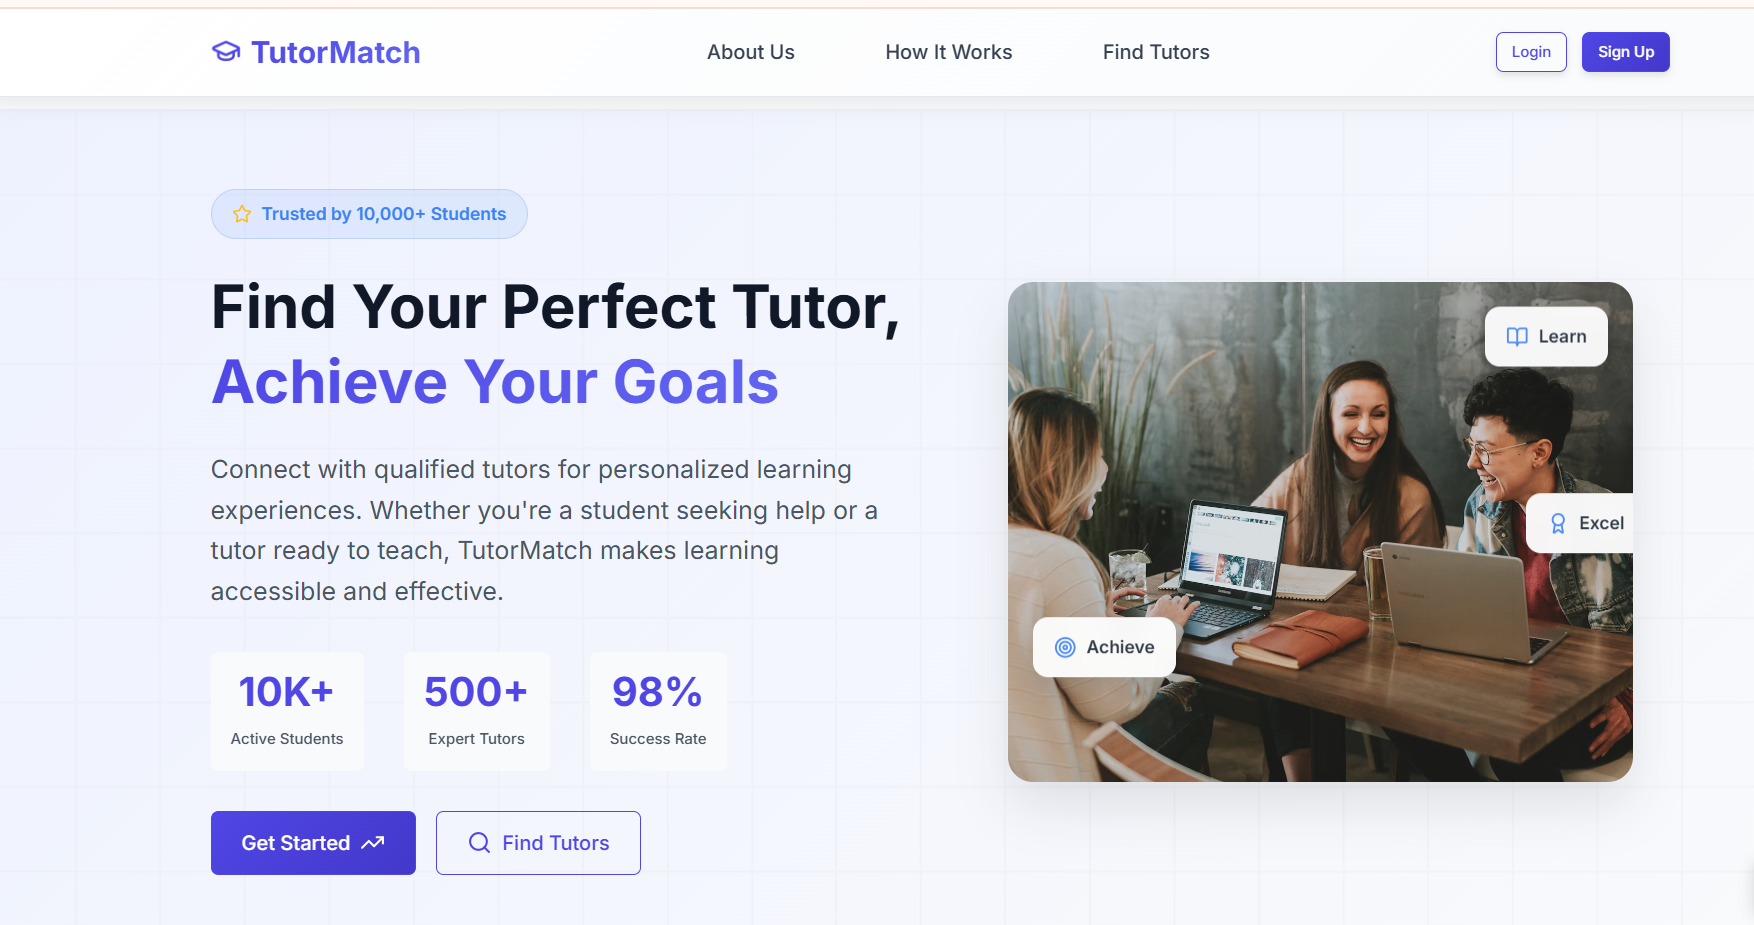 TutorMatch
About Us
How It Works
Find Tutors
Login
Sign Up
Trusted by 10,000+ Students
Find Your Perfect Tutor,
Achieve Your Goals
Connect with qualified tutors for personalized learning
experiences. Whether you're a student seeking help or a
tutor ready to teach, TutorMatch makes learning
accessible and effective.
10K+
Active Students
500+
Expert Tutors
98%
Success Rate
Get Started
Find Tutors
Learn
Excel
Achieve